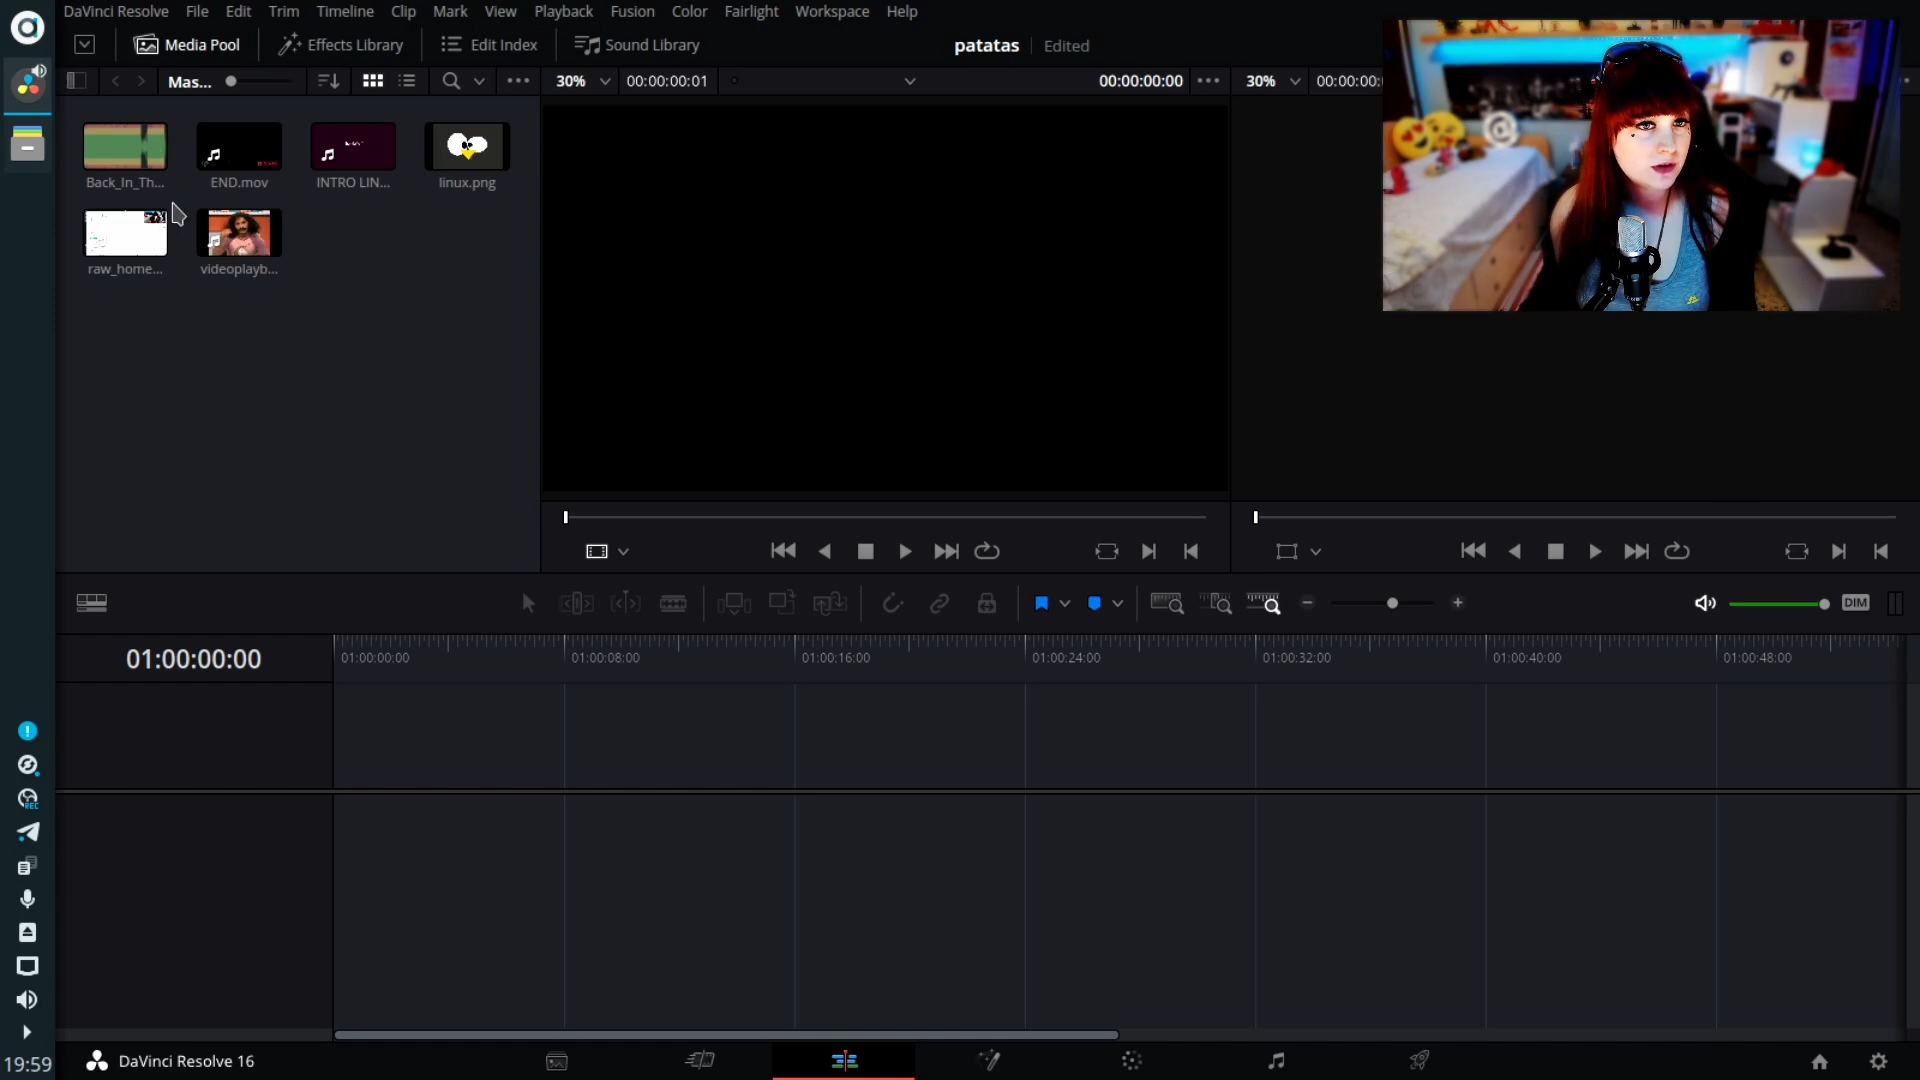 DaVinci Resolve File Edit Trim Timeline Clip Mark View Playback Fusion Color Fairlight Workspace Help
Media Pool Effects Library Edit Index Sound Library patatas Edited
Mas... 30% 00:00:00:01 00:00:00:00 30% 00:00:00:
Back_In_Th... END.mov INTRO LIN... linux.png
raw_home... videoplayb...
DIM
01:00:00:00 01:00:00:00 01:00:08:00 01:00:16:00 01:00:24:00 01:00:32:00 01:00:40:00 01:00:48:00
REC
19:59 DaVinci Resolve 16